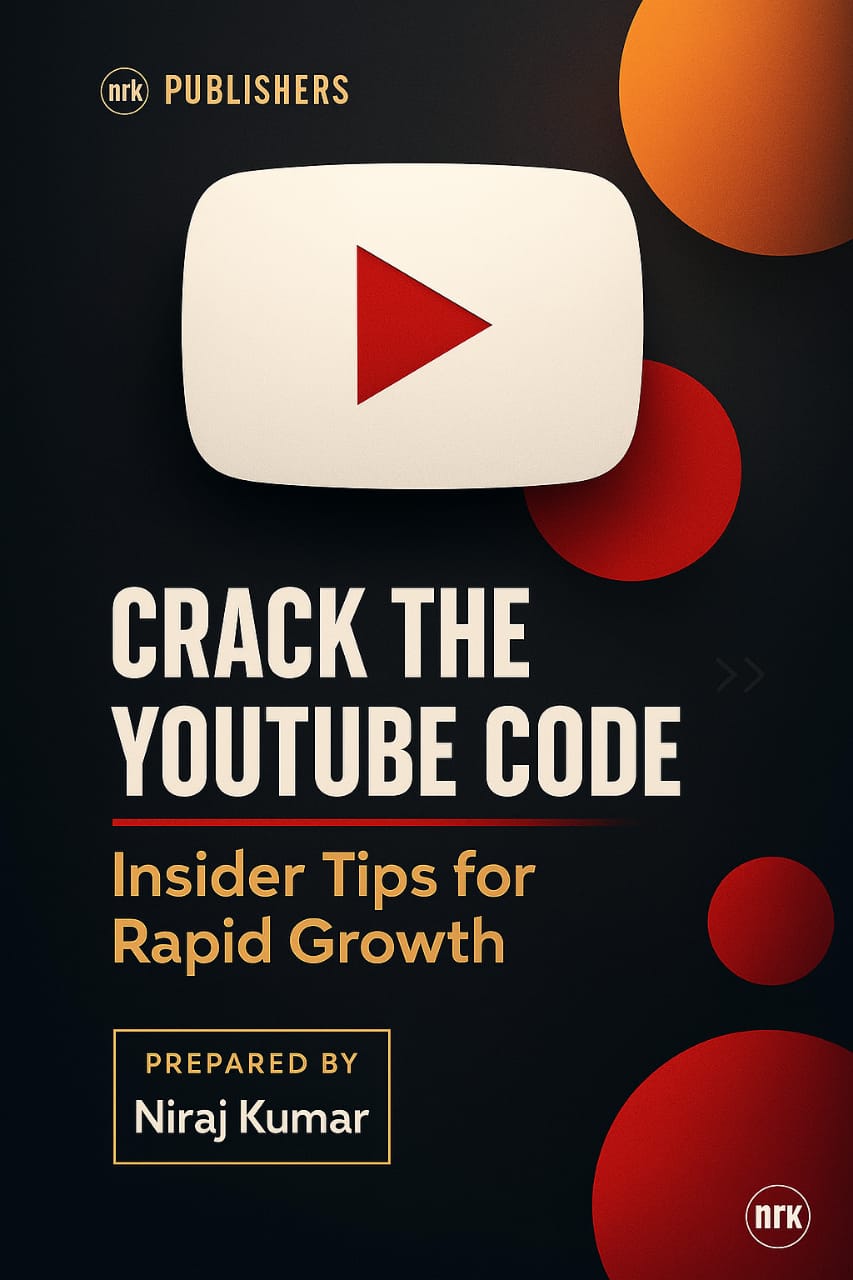 nrk PUBLISHERS
CRACK THE
YOUTUBE CODE
Insider Tips for
Rapid Growth
PREPARED BY
Niraj Kumar
nrk